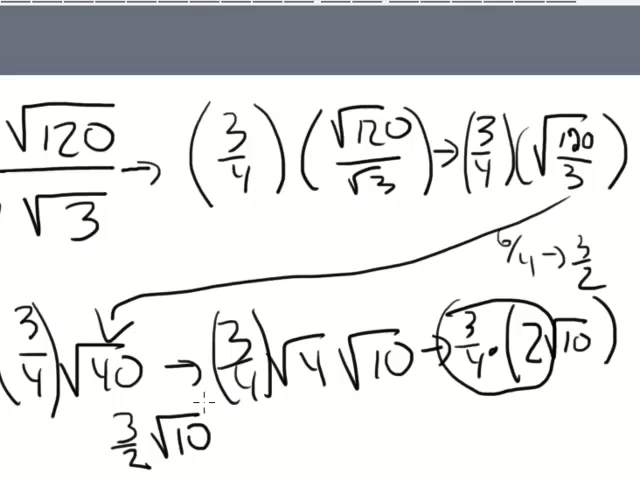 √120 / √3 → (3/4) (√120 / √3) → (3/4) (√120/3)
6/4 → 3/2
(3/4) √40 → (3/4) √4 √10 → (3/4 · (2√10)
3/2 √10